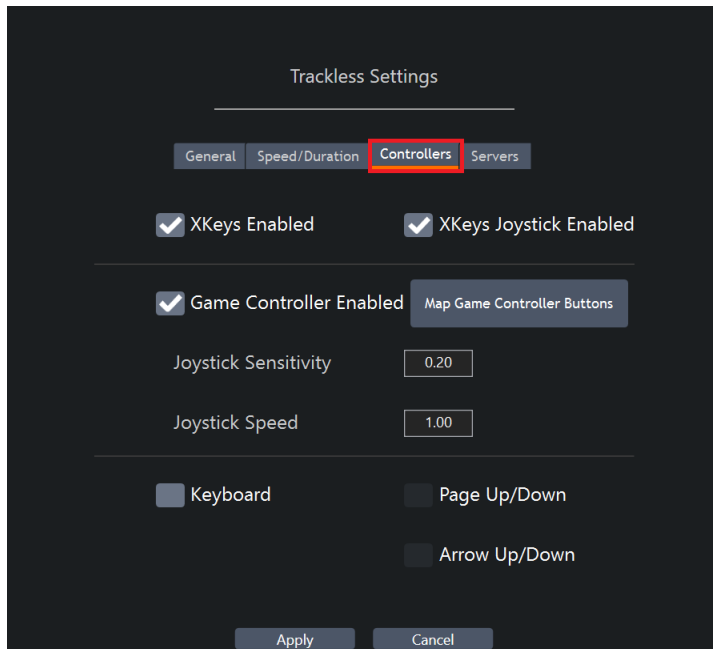 Trackless Settings
General Speed/Duration Controllers Servers
XKeys Enabled XKeys Joystick Enabled
Game Controller Enabled Map Game Controller Buttons
Joystick Sensitivity 0.20
Joystick Speed 1.00
Keyboard Page Up/Down
Arrow Up/Down
Apply Cancel